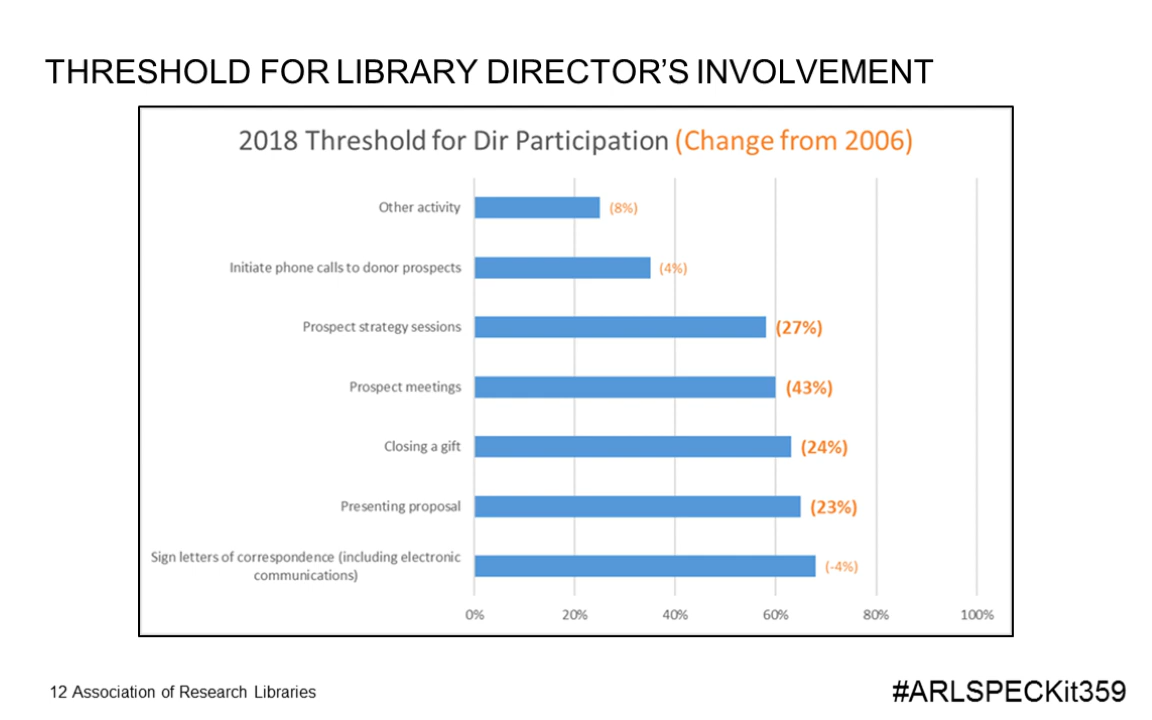 THRESHOLD FOR LIBRARY DIRECTOR’S INVOLVEMENT
2018 Threshold for Dir Participation (Change from 2006)
Other activity (8%)
Initiate phone calls to donor prospects (4%)
Prospect strategy sessions (27%)
Prospect meetings (43%)
Closing a gift (24%)
Presenting proposal (23%)
Sign letters of correspondence (including electronic
communications) (-4%)
0% 20% 40% 60% 80% 100%
12 Association of Research Libraries
#ARLSPECKit359